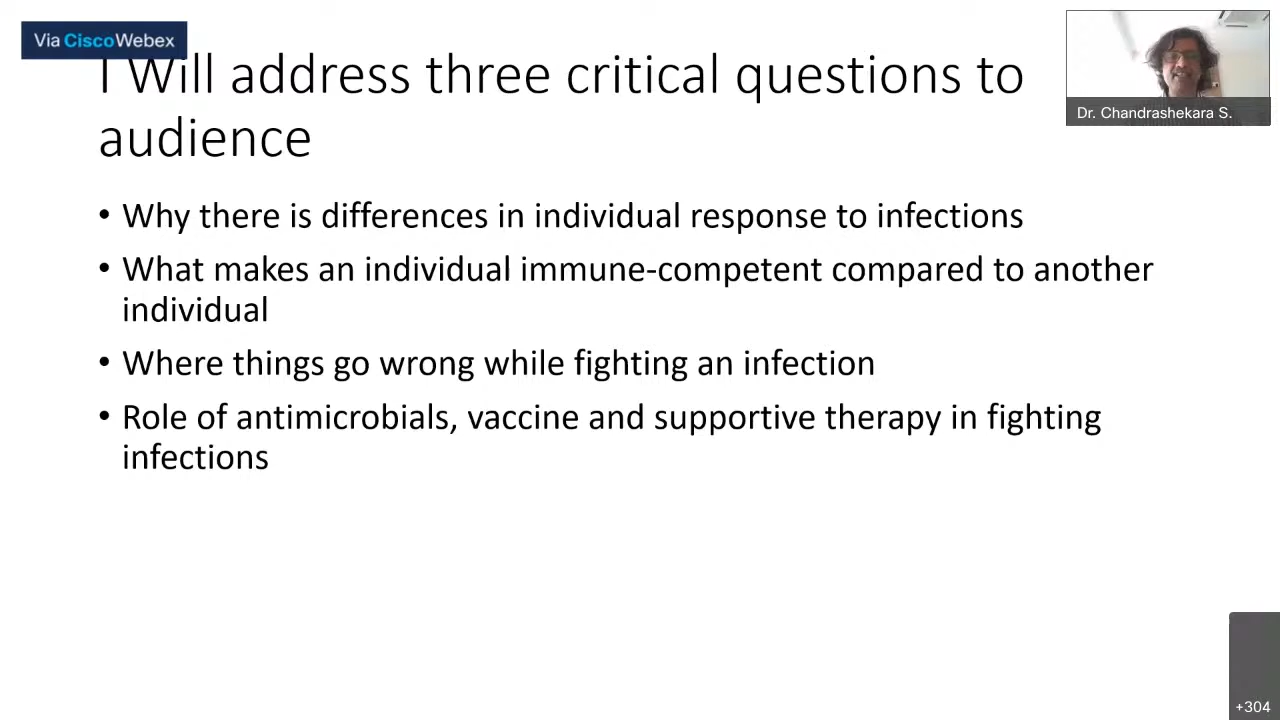 Via CiscoWebex
I Will address three critical questions to
audience
Dr. Chandrashekara S.
• Why there is differences in individual response to infections
• What makes an individual immune-competent compared to another
individual
• Where things go wrong while fighting an infection
• Role of antimicrobials, vaccine and supportive therapy in fighting
infections
+304